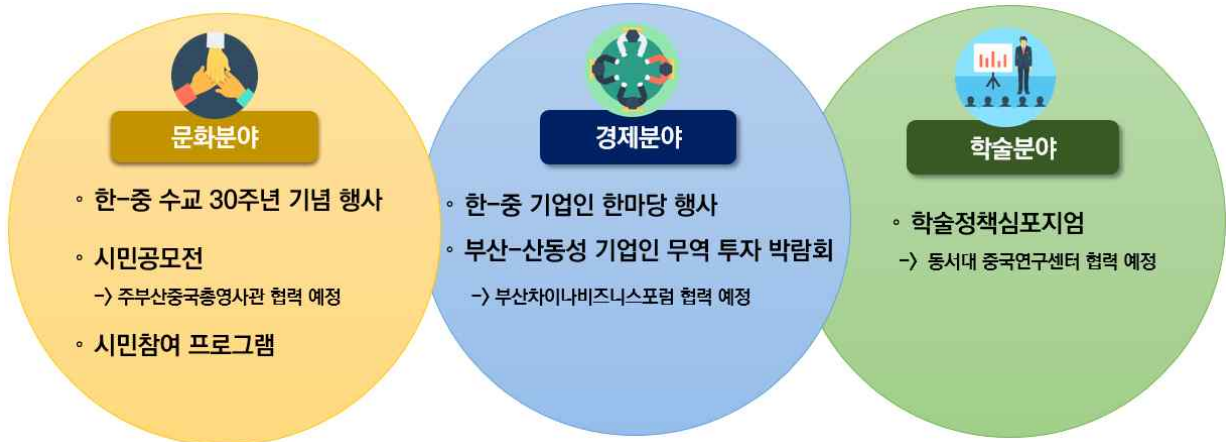 문화분야
◦ 한-중 수교 30주년 기념 행사
◦ 시민공모전
-> 주부산중국총영사관 협력 예정
◦ 시민참여 프로그램
경제분야
◦ 한-중 기업인 한마당 행사
◦ 부산-산동성 기업인 무역 투자 박람회
-> 부산차이나비즈니스포럼 협력 예정
학술분야
◦ 학술정책심포지엄
-> 동서대 중국연구센터 협력 예정